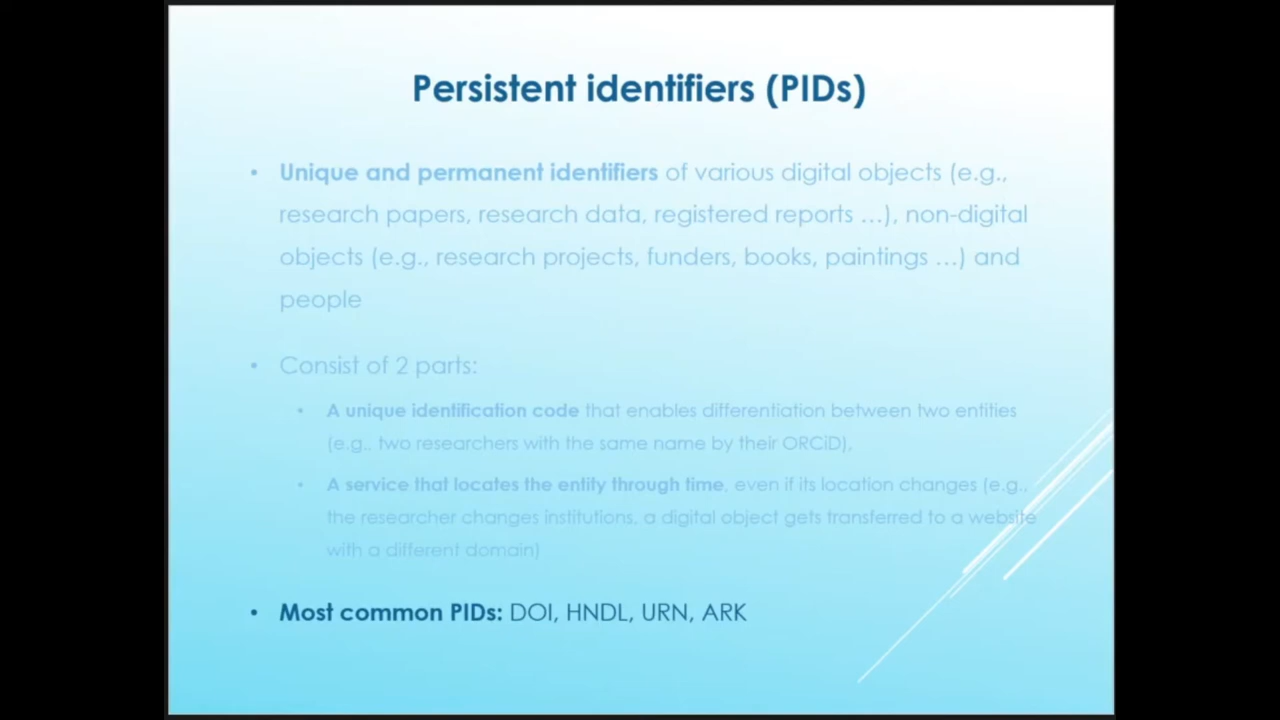 Persistent identifiers (PIDs)
• Unique and permanent identifiers of various digital objects (e.g.,
research papers, research data, registered reports …), non-digital
objects (e.g., research projects, funders, books, paintings …) and
people
• Consist of 2 parts:
• A unique identification code that enables differentiation between two entities
(e.g., two researchers with the same name by their ORCiD),
• A service that locates the entity through time, even if its location changes (e.g.,
the researcher changes institutions, a digital object gets transferred to a website
with a different domain)
• Most common PIDs: DOI, HNDL, URN, ARK